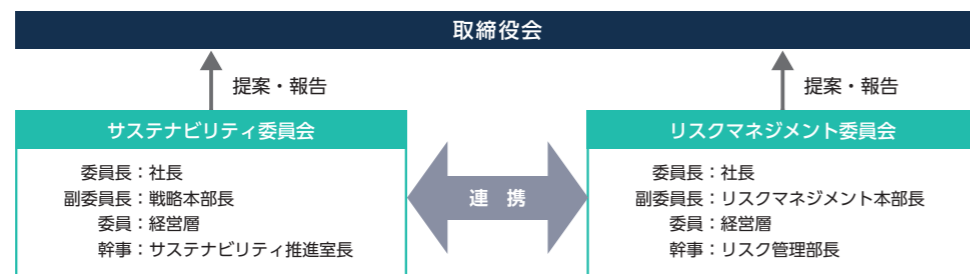 取締役会
提案・報告
提案・報告
サステナビリティ委員会
委員長：社長
副委員長：戦略本部長
委員：経営層
幹事：サステナビリティ推進室長
連 携
リスクマネジメント委員会
委員長：社長
副委員長：リスクマネジメント本部長
委員：経営層
幹事：リスク管理部長